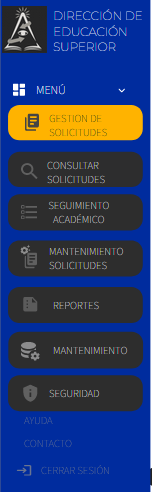 DIRECCIÓN DE
EDUCACIÓN
SUPERIOR
MENÚ
GESTION DE
SOLICITUDES
CONSULTAR
SOLICITUDES
SEGUIMIENTO
ACADÉMICO
MANTENIMIENTO
SOLICITUDES
REPORTES
MANTENIMIENTO
SEGURIDAD
AYUDA
CONTACTO
CERRAR SESIÓN